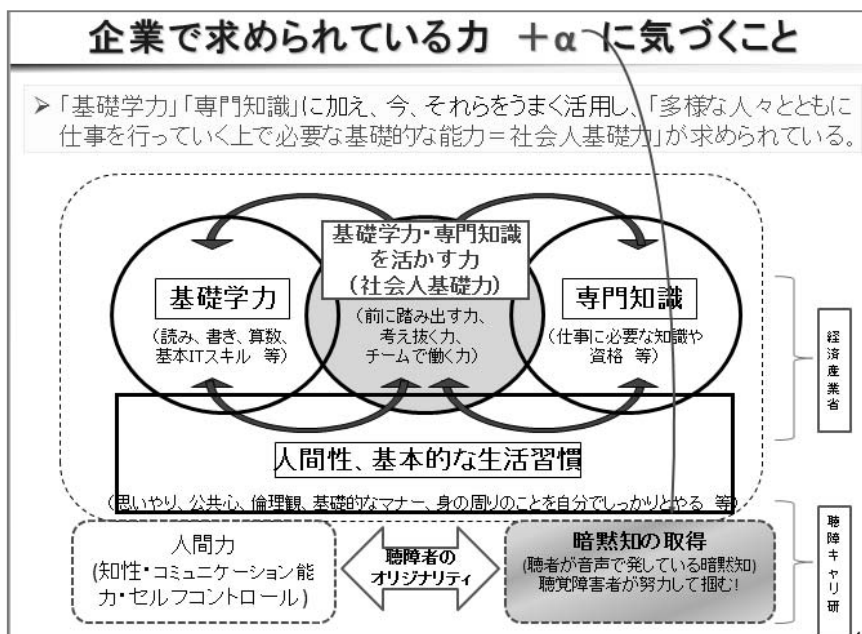 企業で求められている力 +αに気づくこと
➢「基礎学力」「専門知識」に加え、今、それらをうまく活用し、「多様な人々とともに
仕事を行っていく上で必要な基礎的な能力=社会人基礎力」が求められている。
基礎学力・専門知識
を活かす力
(社会人基礎力)
(前に踏み出す力、
考え抜く力、
チームで働く力)
基礎学力
(読み、書き、算数、
基本ITスキル 等)
専門知識
(仕事に必要な知識や
資格 等)
人間性、基本的な生活習慣
(思いやり、公共心、倫理観、基礎的なマナー、身の周りのことを自分でしっかりとやる 等)
経済産業省
人間力
(知性・コミュニケーション能
力・セルフコントロール)
聴障者の
オリジナリティ
暗黙知の取得
(聴者が音声で発している暗黙知)
聴覚障害者が努力して掴む!
聴障キャリ研